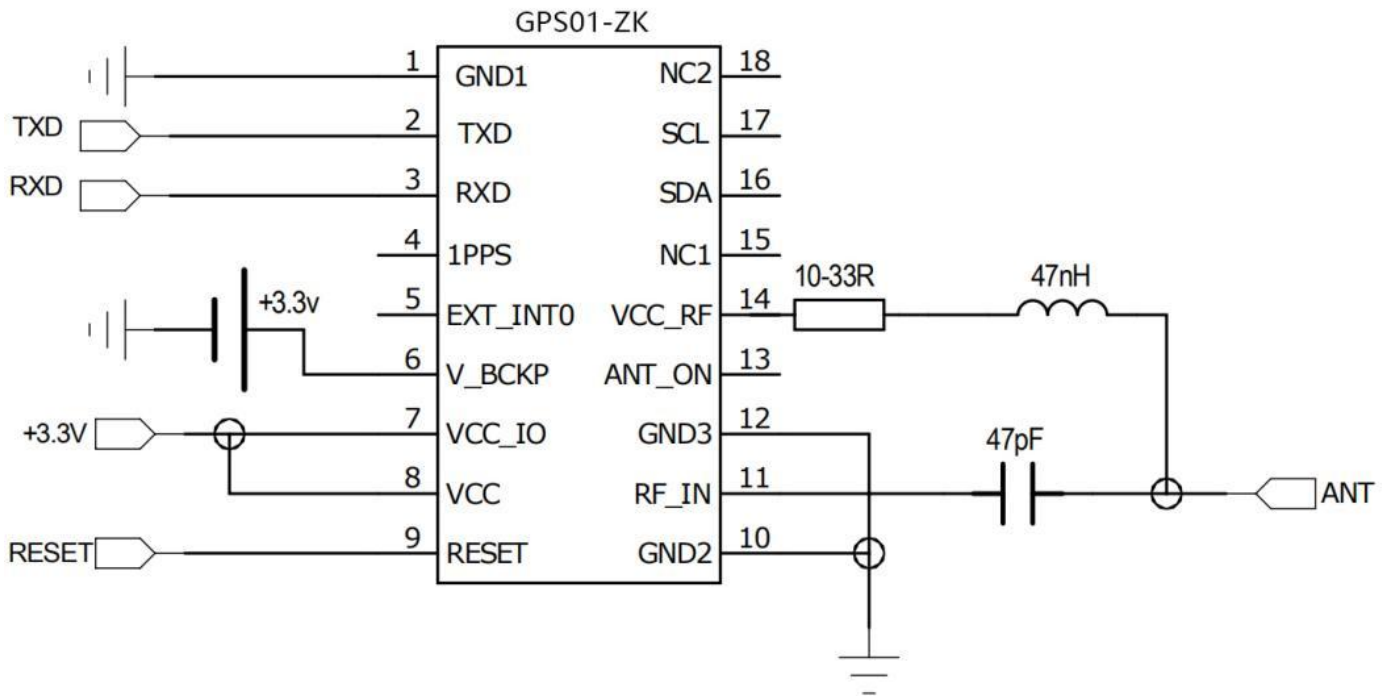 GPS01-ZK
1 GND1 NC2 18
TXD 2 TXD SCL 17
RXD 3 RXD SDA 16
4 1PPS NC1 15
+3.3v 5 EXT_INT0 VCC_RF 14 10-33R 47nH
6 V_BCKP ANT_ON 13
+3.3V 7 VCC_IO GND3 12 47pF
8 VCC RF_IN 11 ANT
RESET 9 RESET GND2 10